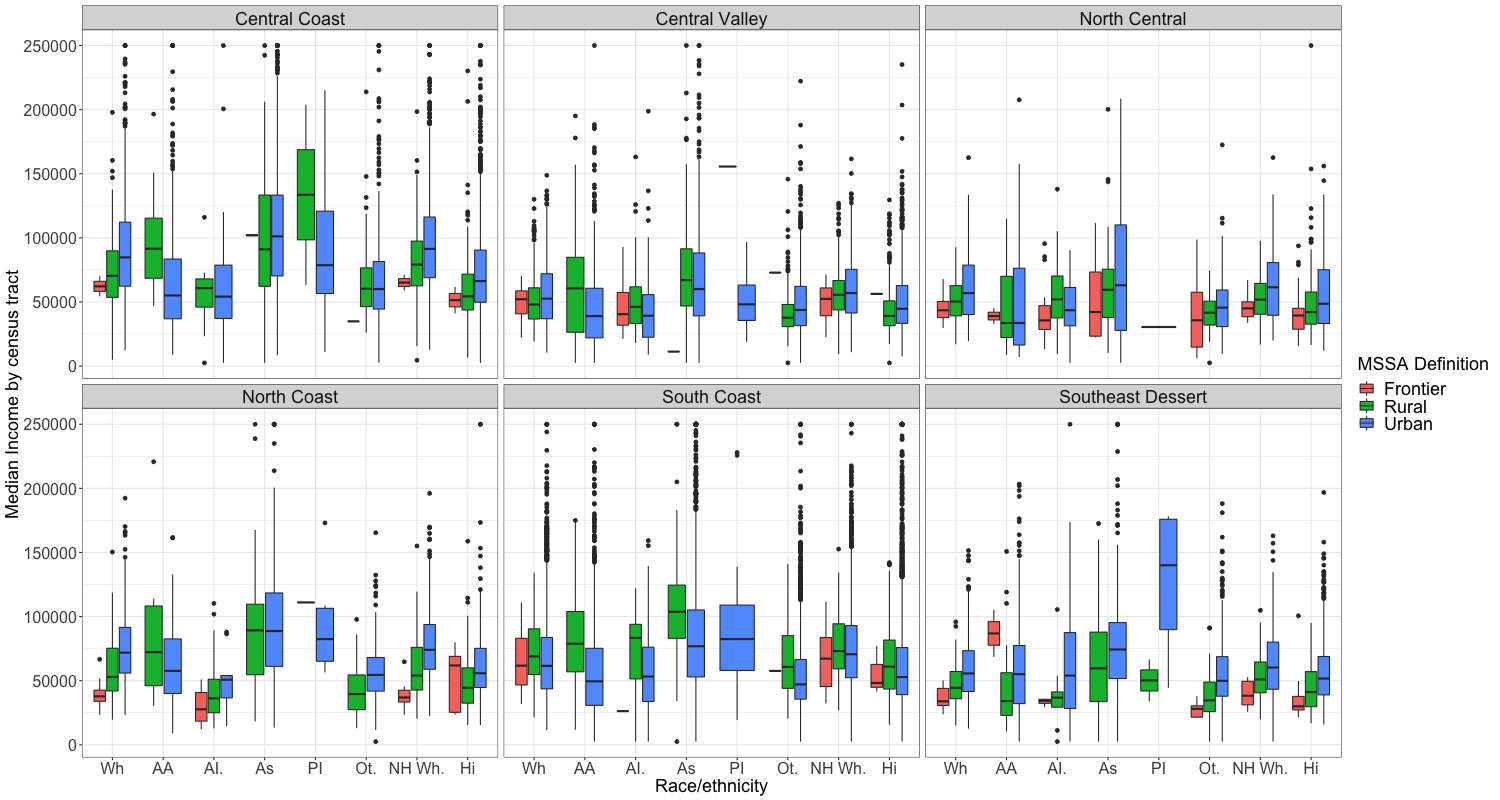 Central Coast
Central Valley
North Central
250000
200000
150000
100000
50000
0
North Coast
South Coast
Southeast Dessert
250000
200000
150000
100000
50000
0
Wh AA AI. As PI Ot. NH Wh. Hi
Wh AA AI. As PI Ot. NH Wh. Hi
Wh AA AI. As PI Ot. NH Wh. Hi
Race/ethnicity
Median Income by census tract
MSSA Definition
Frontier
Rural
Urban